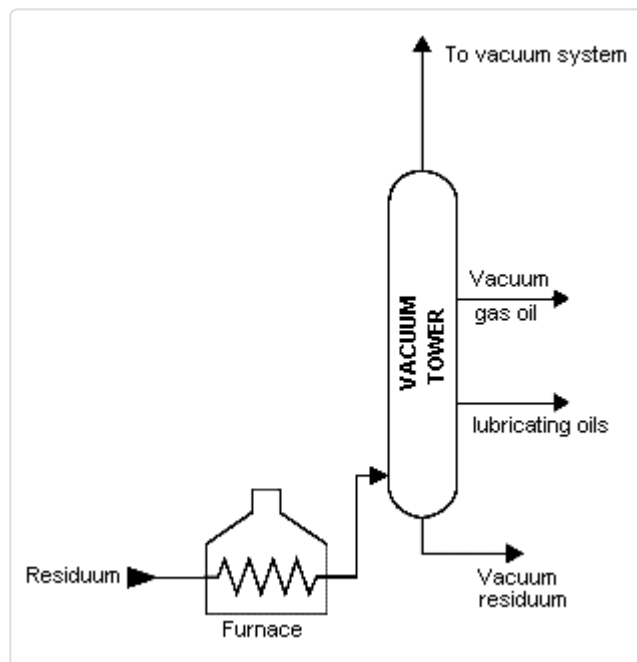 To vacuum system
Vacuum
gas oil
VACUUM
TOWER
lubricating oils
Residuum
Vacuum
residuum
Furnace